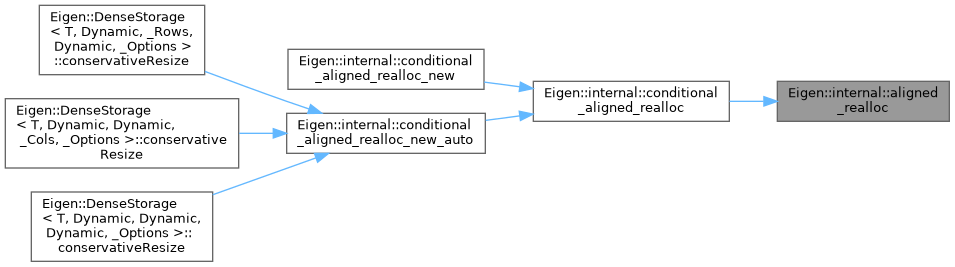 Eigen::DenseStorage
< T, Dynamic, _Rows,
Dynamic, _Options >
::conservativeResize
Eigen::DenseStorage
< T, Dynamic, Dynamic,
_Cols, _Options >::conservative
Resize
Eigen::DenseStorage
< T, Dynamic, Dynamic,
Dynamic, _Options >::
conservativeResize
Eigen::internal::conditional
_aligned_realloc_new
Eigen::internal::conditional
_aligned_realloc_new_auto
Eigen::internal::conditional
_aligned_realloc
Eigen::internal::aligned
_realloc